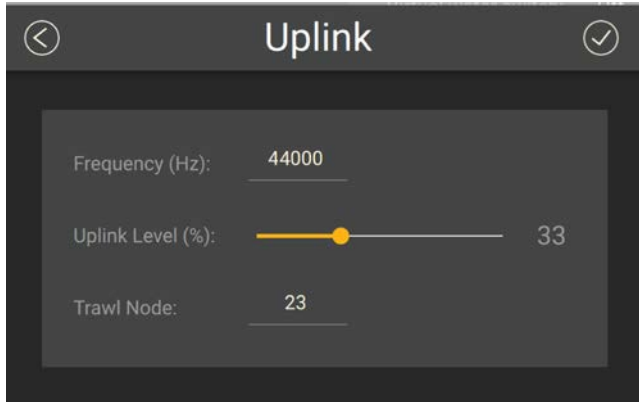 Uplink
Frequency (Hz): 44000
Uplink Level (%): 33
Trawl Node: 23